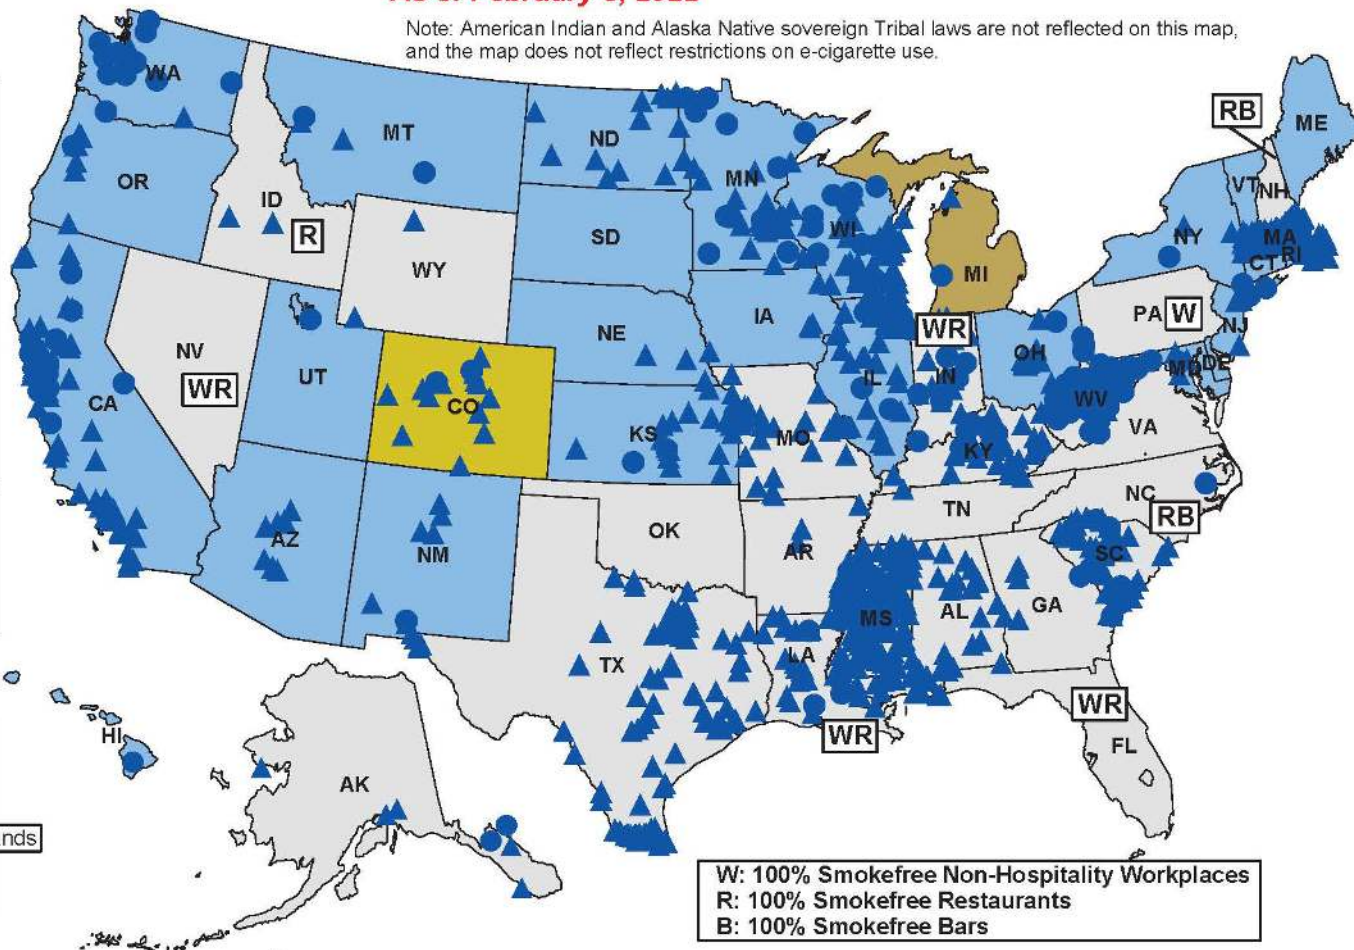 Note: American Indian and Alaska Native sovereign Tribal laws are not reflected on this map,
and the map does not reflect restrictions on e-cigarette use.
WA
MT
ND
MN
ME
RB
VT
NH
OR
ID
R
SD
WI
NY
MA
RI
CT
WY
MI
IA
PA
W
NE
WR
NJ
NV
WR
UT
OH
MD
DE
IL
IN
CA
CO
KS
MO
WV
VA
KY
NC
RB
TN
AZ
NM
OK
AR
SC
MS
AL
GA
TX
LA
WR
WR
FL
HI
AK
nds
W: 100% Smokefree Non-Hospitality Workplaces
R: 100% Smokefree Restaurants
B: 100% Smokefree Bars